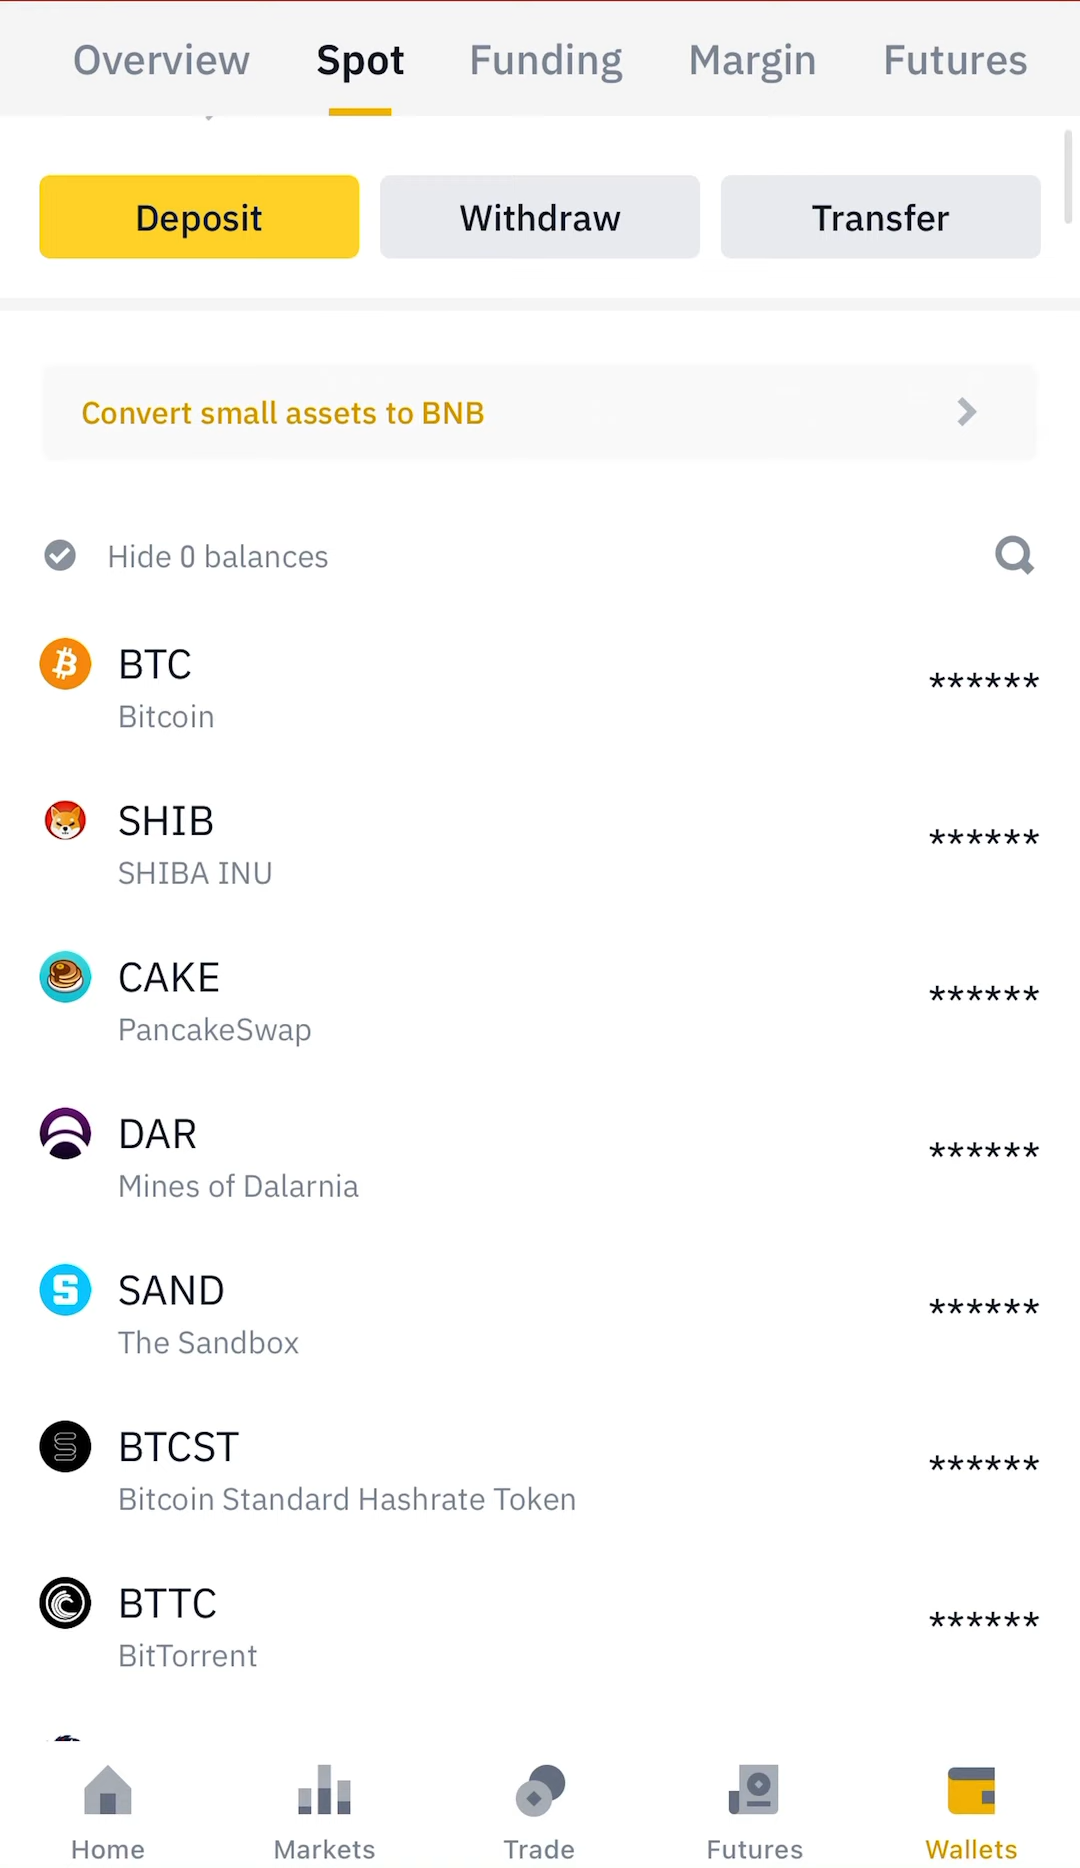 Overview Spot Funding Margin Futures
Deposit Withdraw Transfer
Convert small assets to BNB
Hide 0 balances
BTC
******
Bitcoin
SHIB
******
SHIBA INU
CAKE
******
PancakeSwap
DAR
******
Mines of Dalarnia
SAND
******
The Sandbox
BTCST
******
Bitcoin Standard Hashrate Token
BTTC
******
BitTorrent
Home Markets Trade Futures Wallets